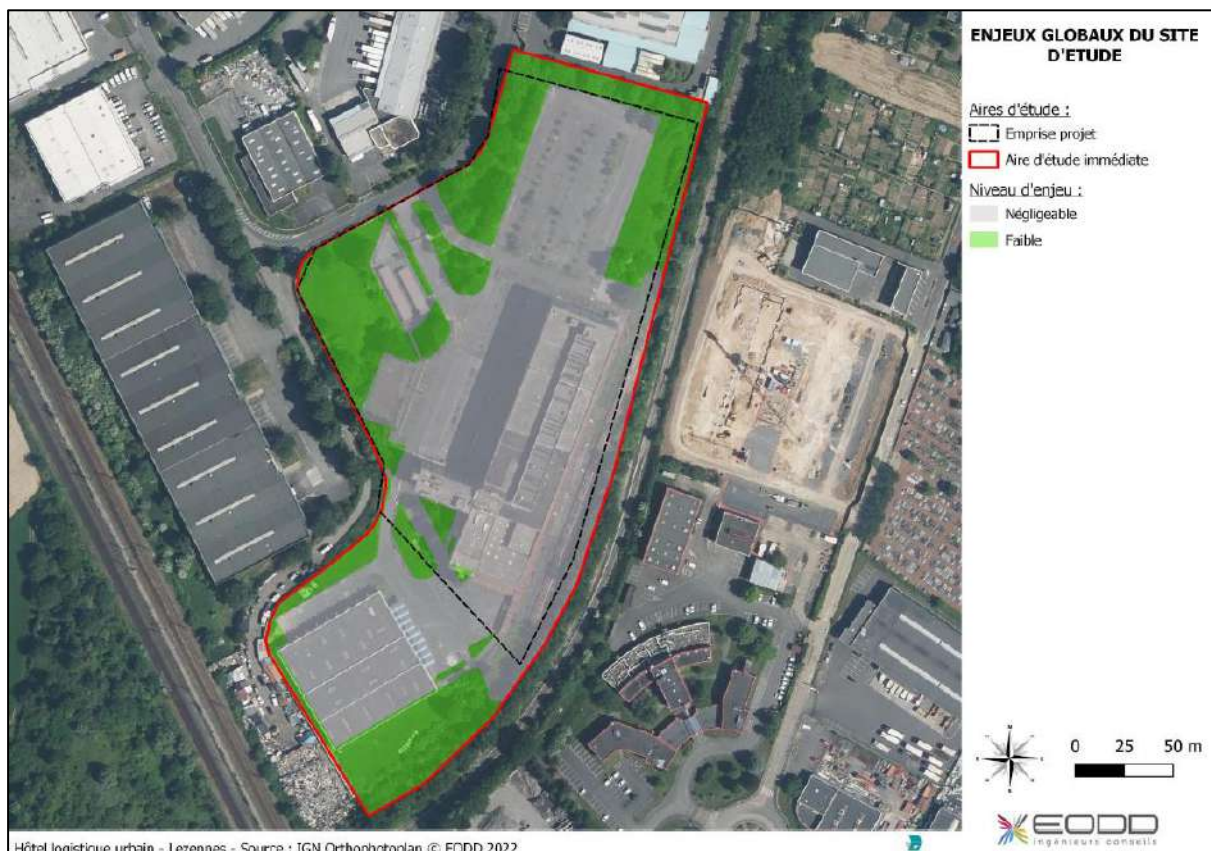 ENJEUX GLOBAUX DU SITE
D'ETUDE
Aires d'étude :
Emprise projet
Aire d'étude immédiate
Niveau d'enjeu :
Négligeable
Faible
0 25 50 m
EODD
ingénieurs conseils
Hôtel logistique urbain - Lezennes - Source : IGN Orthophotoplan © EODD 2022